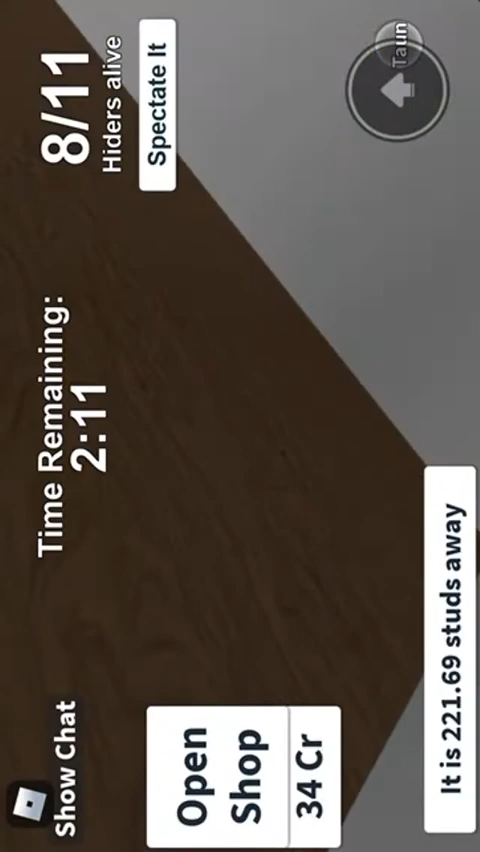 Show Chat
Time Remaining:
2:11
8/11
Hiders alive
Spectate It
Open
Shop
34 Cr
Taun
It is 221.69 studs away